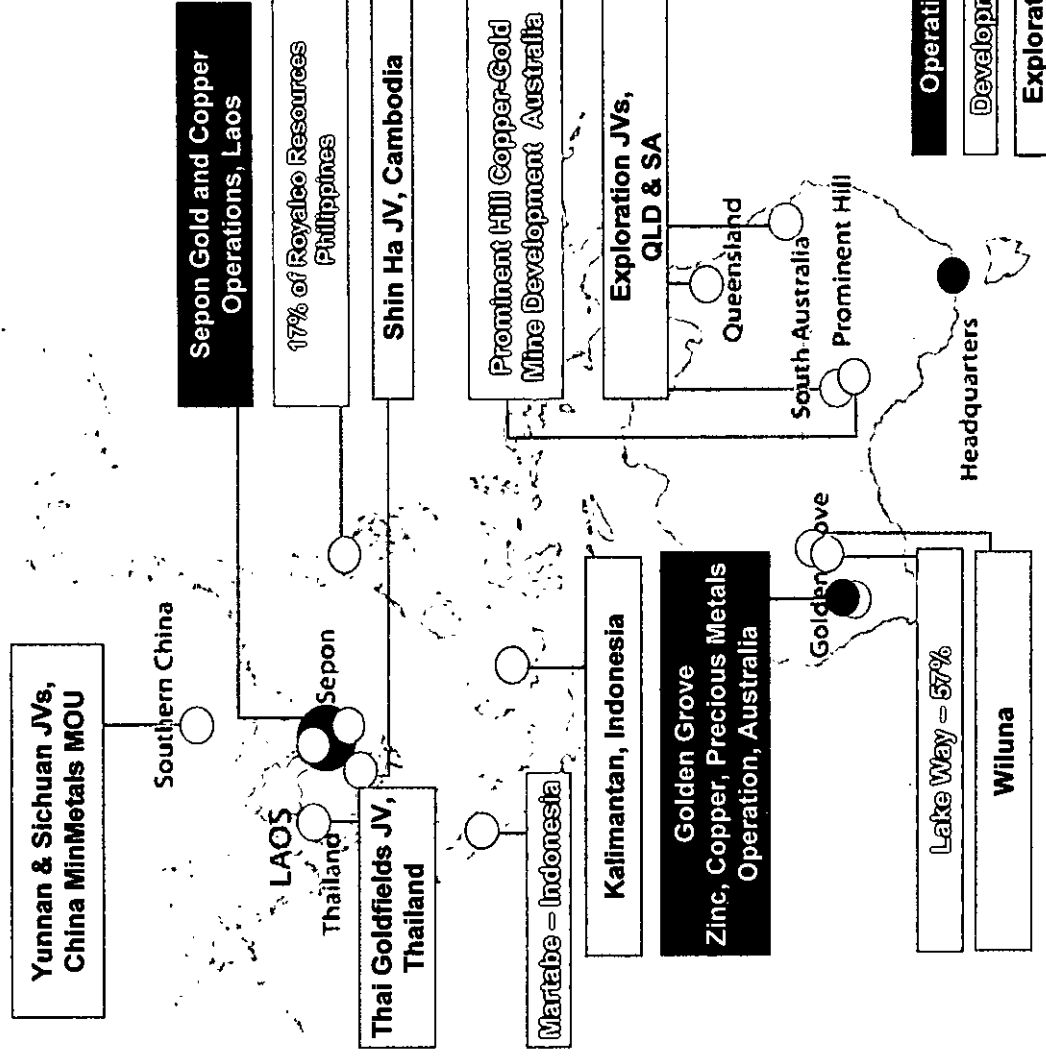 Yunnan & Sichuan JVs,
China MinMetals MOU
Southern China
Sepon Gold and Copper
Operations, Laos
17% of Royalco Resources
Philippines
Shin Ha JV, Cambodia
LAOS
Thailand
Sepon
Thai Goldfields JV,
Thailand
Martabe – Indonesia
Prominent Hill Copper-Gold
Mine Development Australia
Kalimantan, Indonesia
Exploration JVs,
QLD & SA
Golden Grove
Zinc, Copper, Precious Metals
Operation, Australia
Queensland
South Australia
Prominent Hill
Golden ove
Headquarters
Lake Way – 57%
Wiluna
Operati
Developm
Explorat